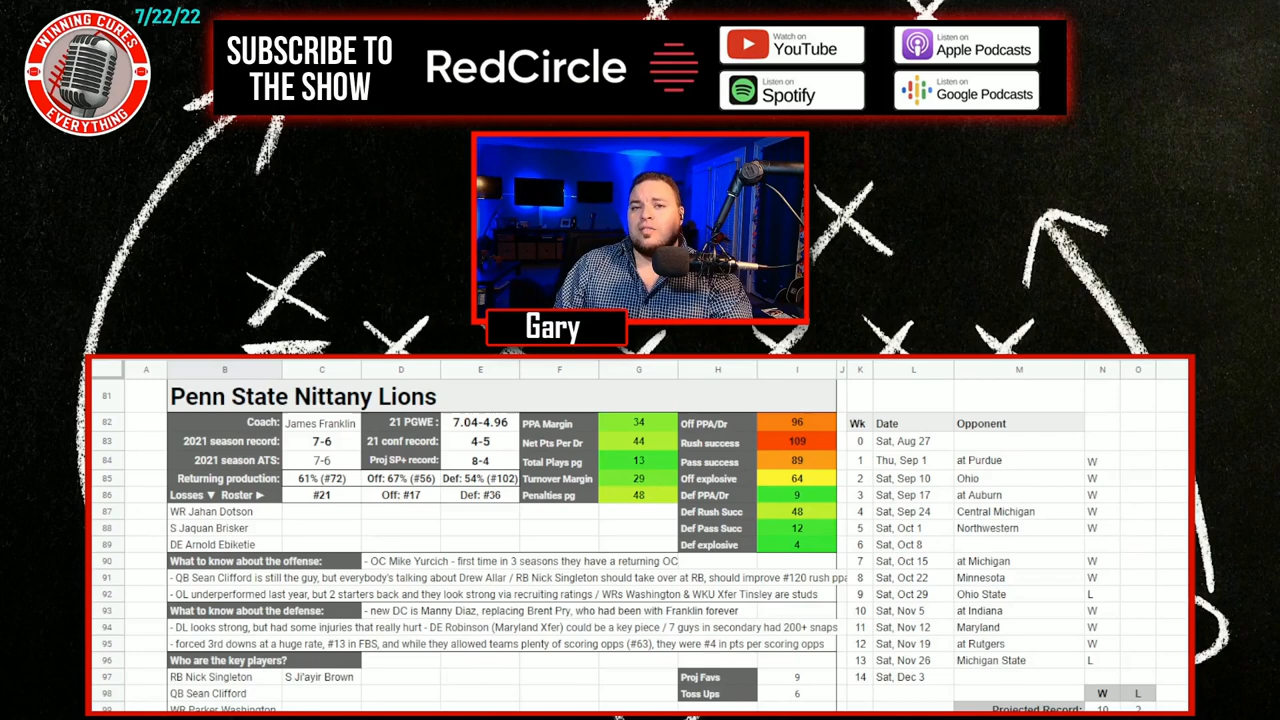 7/22/22
WINNING CURES
EVERYTHING
SUBSCRIBE TO
THE SHOW
RedCircle
Watch on
YouTube
Listen on
Spotify
Listen on
Apple Podcasts
Listen on
Google Podcasts
Gary
A B C D E F G H I J K L M N O
81 Penn State Nittany Lions
82 Coach: James Franklin 21 PGWE: 7.04-4.96 PPA Margin 34 Off PPA/Dr 96 Wk Date Opponent
83 2021 season record: 7-6 21 conf record: 4-5 Net Pts Per Dr 44 Rush success 109 0 Sat, Aug 27
84 2021 season ATS: 7-6 Proj SP+ record: 8-4 Total Plays pg 13 Pass success 89 1 Thu, Sep 1 at Purdue W
85 Returning production: 61% (#72) Off: 67% (#56) Def: 54% (#102) Turnover Margin 29 Off explosive 64 2 Sat, Sep 10 Ohio W
86 Losses ▼ Roster ► #21 Off: #17 Def: #36 Penalties pg 48 Def PPA/Dr 9 3 Sat, Sep 17 at Auburn W
87 WR Jahan Dotson Def Rush Succ 48 4 Sat, Sep 24 Central Michigan W
88 S Jaquan Brisker Def Pass Succ 12 5 Sat, Oct 1 Northwestern W
89 DE Arnold Ebiketie Def explosive 4 6 Sat, Oct 8
90 What to know about the offense: - OC Mike Yurcich - first time in 3 seasons they have a returning OC 7 Sat, Oct 15 at Michigan W
91 - QB Sean Clifford is still the guy, but everybody's talking about Drew Allar / RB Nick Singleton should take over at RB, should improve #120 rush ppa 8 Sat, Oct 22 Minnesota W
92 - OL underperformed last year, but 2 starters back and they look strong via recruiting ratings / WRs Washington & WKU Xfer Tinsley are studs 9 Sat, Oct 29 Ohio State L
93 What to know about the defense: - new DC is Manny Diaz, replacing Brent Pry, who had been with Franklin forever 10 Sat, Nov 5 at Indiana W
94 - DL looks strong, but had some injuries that really hurt - DE Robinson (Maryland Xfer) could be a key piece / 7 guys in secondary had 200+ snaps 11 Sat, Nov 12 Maryland W
95 - forced 3rd downs at a huge rate, #13 in FBS, and while they allowed teams plenty of scoring opps (#63), they were #4 in pts per scoring opps 12 Sat, Nov 19 at Rutgers W
96 Who are the key players? 13 Sat, Nov 26 Michigan State L
97 RB Nick Singleton S Ji'ayir Brown Proj Favs 9 14 Sat, Dec 3
98 QB Sean Clifford Toss Ups 6 W L
99 WR Parker Washington Projected Record: 10 2